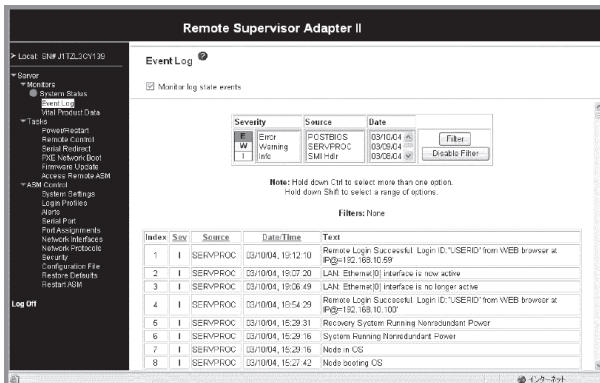 Remote Supervisor Adapter II
Local: SN# J1TZL3CY139
Server
Monitors
System Status
Event Log
Vital Product Data
Tasks
Power/Restart
Remote Control
Serial Redirect
PXE Network Boot
Firmware Update
Access Remote ASM
ASM Control
System Settings
Login Profiles
Alerts
Serial Port
Port Assignments
Network Interfaces
Network Protocols
Security
Configuration File
Restore Defaults
Restart ASM
Log Off
Event Log ?
Monitor log state events
Severity Source Date
E Error POSTBIOS 03/10/04
W Warning SERVPROC 03/09/04
I Info SMI Hdlr 03/08/04
Filter
Disable Filter
Note: Hold down Ctrl to select more than one option.
Hold down Shift to select a range of options.
Filters: None
Index Sev Source Date/Time Text
1 I SERVPROC 03/10/04, 19:12:10 Remote Login Successful. Login ID:"USERID" from WEB browser at
IP@=192.168.10.59'
2 I SERVPROC 03/10/04, 19:07:20 LAN: Ethernet[0] interface is now active
3 I SERVPROC 03/10/04, 19:06:49 LAN: Ethernet[0] interface is no longer active
4 I SERVPROC 03/10/04, 18:54:29 Remote Login Successful. Login ID:"USERID" from WEB browser at
IP@=192.168.10.100'
5 I SERVPROC 03/10/04, 15:29:31 Recovery System Running Nonredundant Power
6 I SERVPROC 03/10/04, 15:29:16 System Running Nonredundant Power
7 I SERVPROC 03/10/04, 15:29:16 Node in OS
8 I SERVPROC 03/10/04, 15:27:42 Node booting OS
インターネット